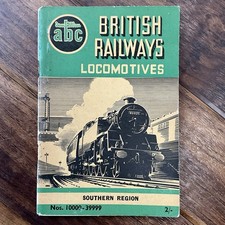 abc
BRITISH
RAILWAYS
LOCOMOTIVES
SOUTHERN REGION
Nos. 10000-39999
2/-